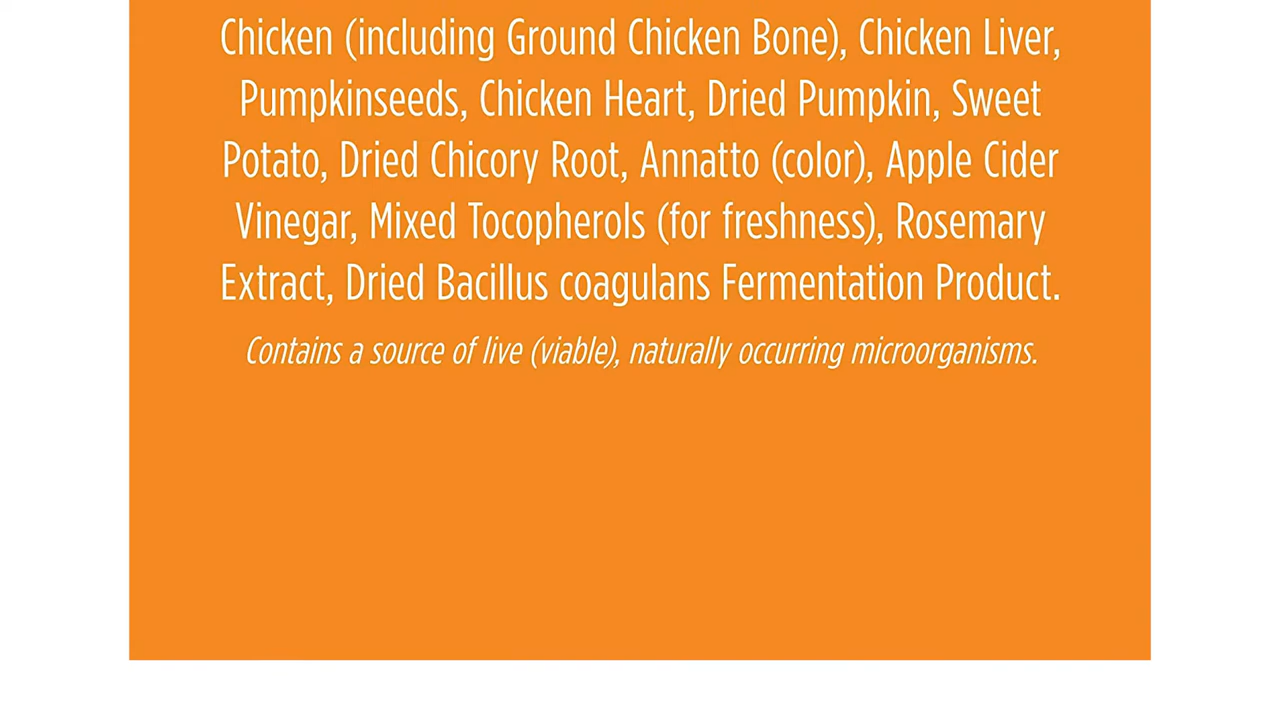 Chicken (including Ground Chicken Bone), Chicken Liver,
Pumpkinseeds, Chicken Heart, Dried Pumpkin, Sweet
Potato, Dried Chicory Root, Annatto (color), Apple Cider
Vinegar, Mixed Tocopherols (for freshness), Rosemary
Extract, Dried Bacillus coagulans Fermentation Product.
Contains a source of live (viable), naturally occurring microorganisms.